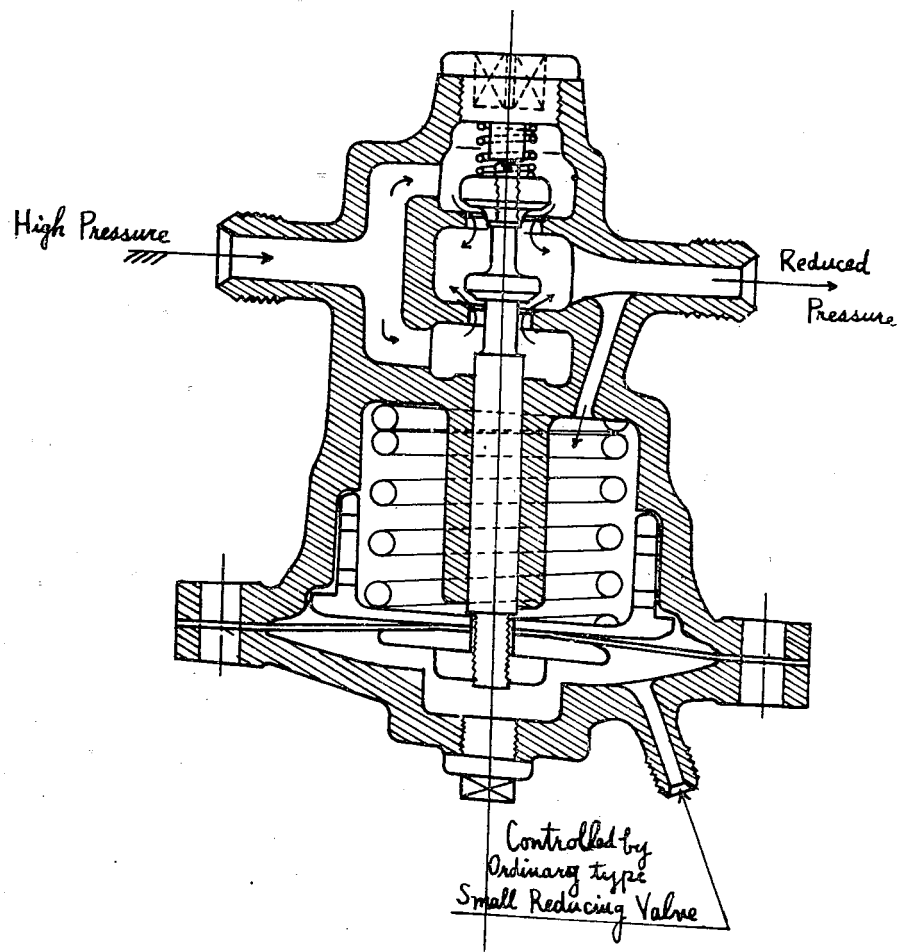 High Pressure
Reduced
Pressure
Controlled by
Ordinary type
Small Reducing Valve